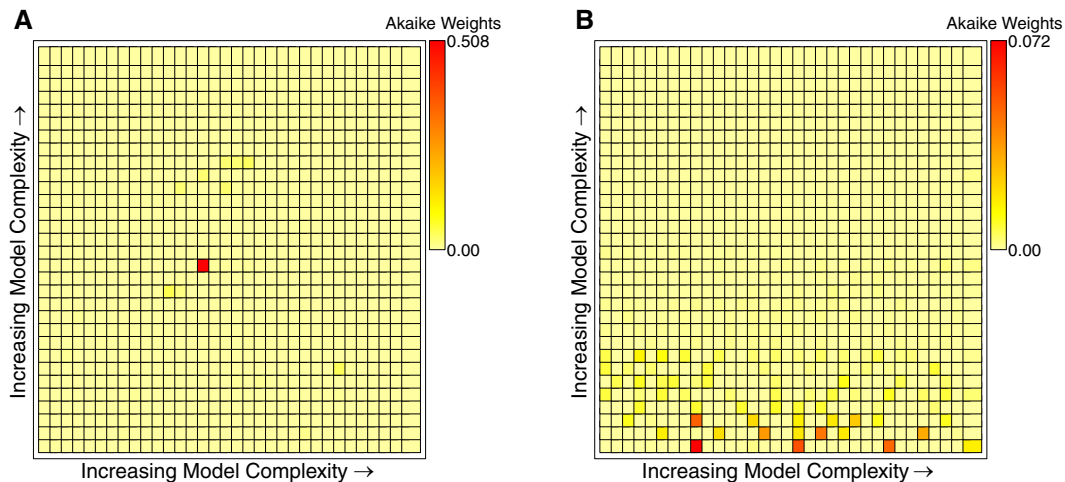 A
Akaike Weights
0.508
0.00
Increasing Model Complexity →
Increasing Model Complexity →
B
Akaike Weights
0.072
0.00
Increasing Model Complexity →
Increasing Model Complexity →